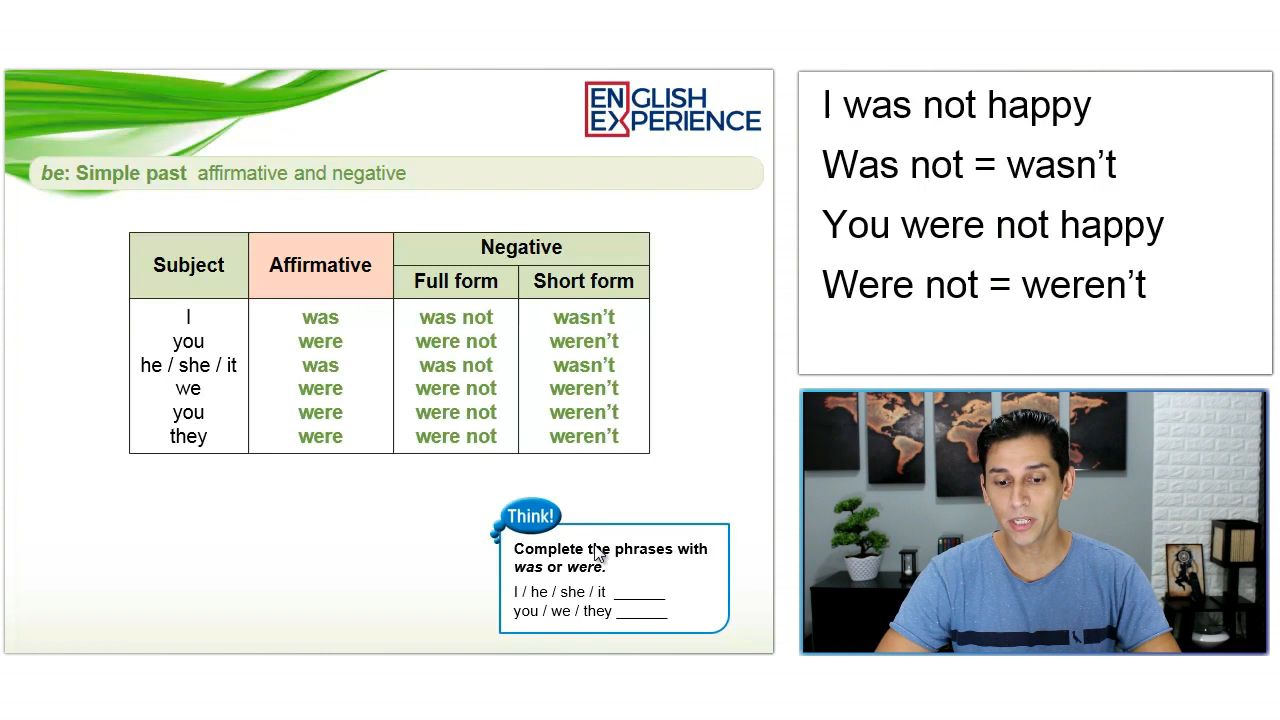 ENGLISH
EXPERIENCE
be: Simple past affirmative and negative
Subject Affirmative Negative
Full form Short form
I was was not wasn’t
you were were not weren’t
he / she / it was was not wasn’t
we were were not weren’t
you were were not weren’t
they were were not weren’t
Think!
Complete the phrases with
was or were.
I / he / she / it ______
you / we / they ______
I was not happy
Was not = wasn’t
You were not happy
Were not = weren’t